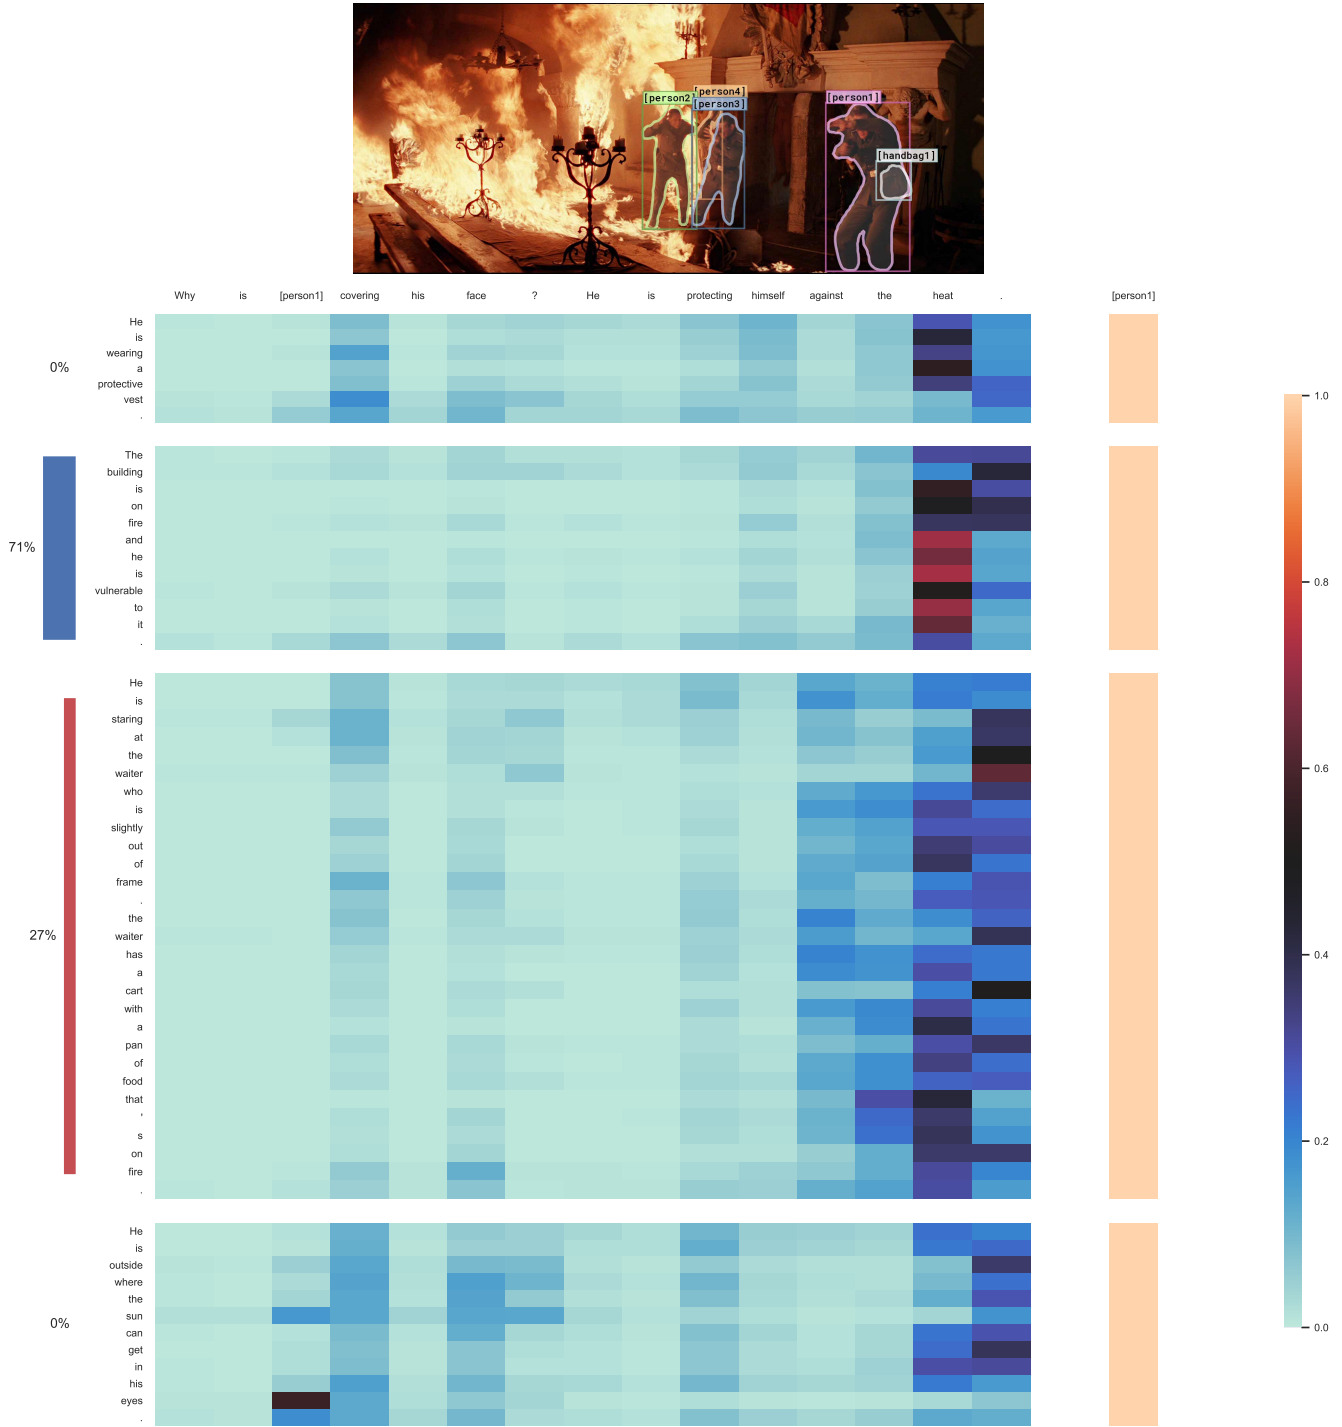 [person2]
[person4]
[person3]
[person1]
[handbag1]
Why is [person1] covering his face ? He is protecting himself against the heat . [person1]
0%
He
is
wearing
a
protective
vest
.
71%
The
building
is
on
fire
and
he
is
vulnerable
to
it
.
27%
He
is
staring
at
the
waiter
who
is
slightly
out
of
frame
.
the
waiter
has
a
cart
with
a
pan
of
food
that
'
s
on
fire
.
0%
He
is
outside
where
the
sun
can
get
in
his
eyes
.
1.0
0.8
0.6
0.4
0.2
0.0